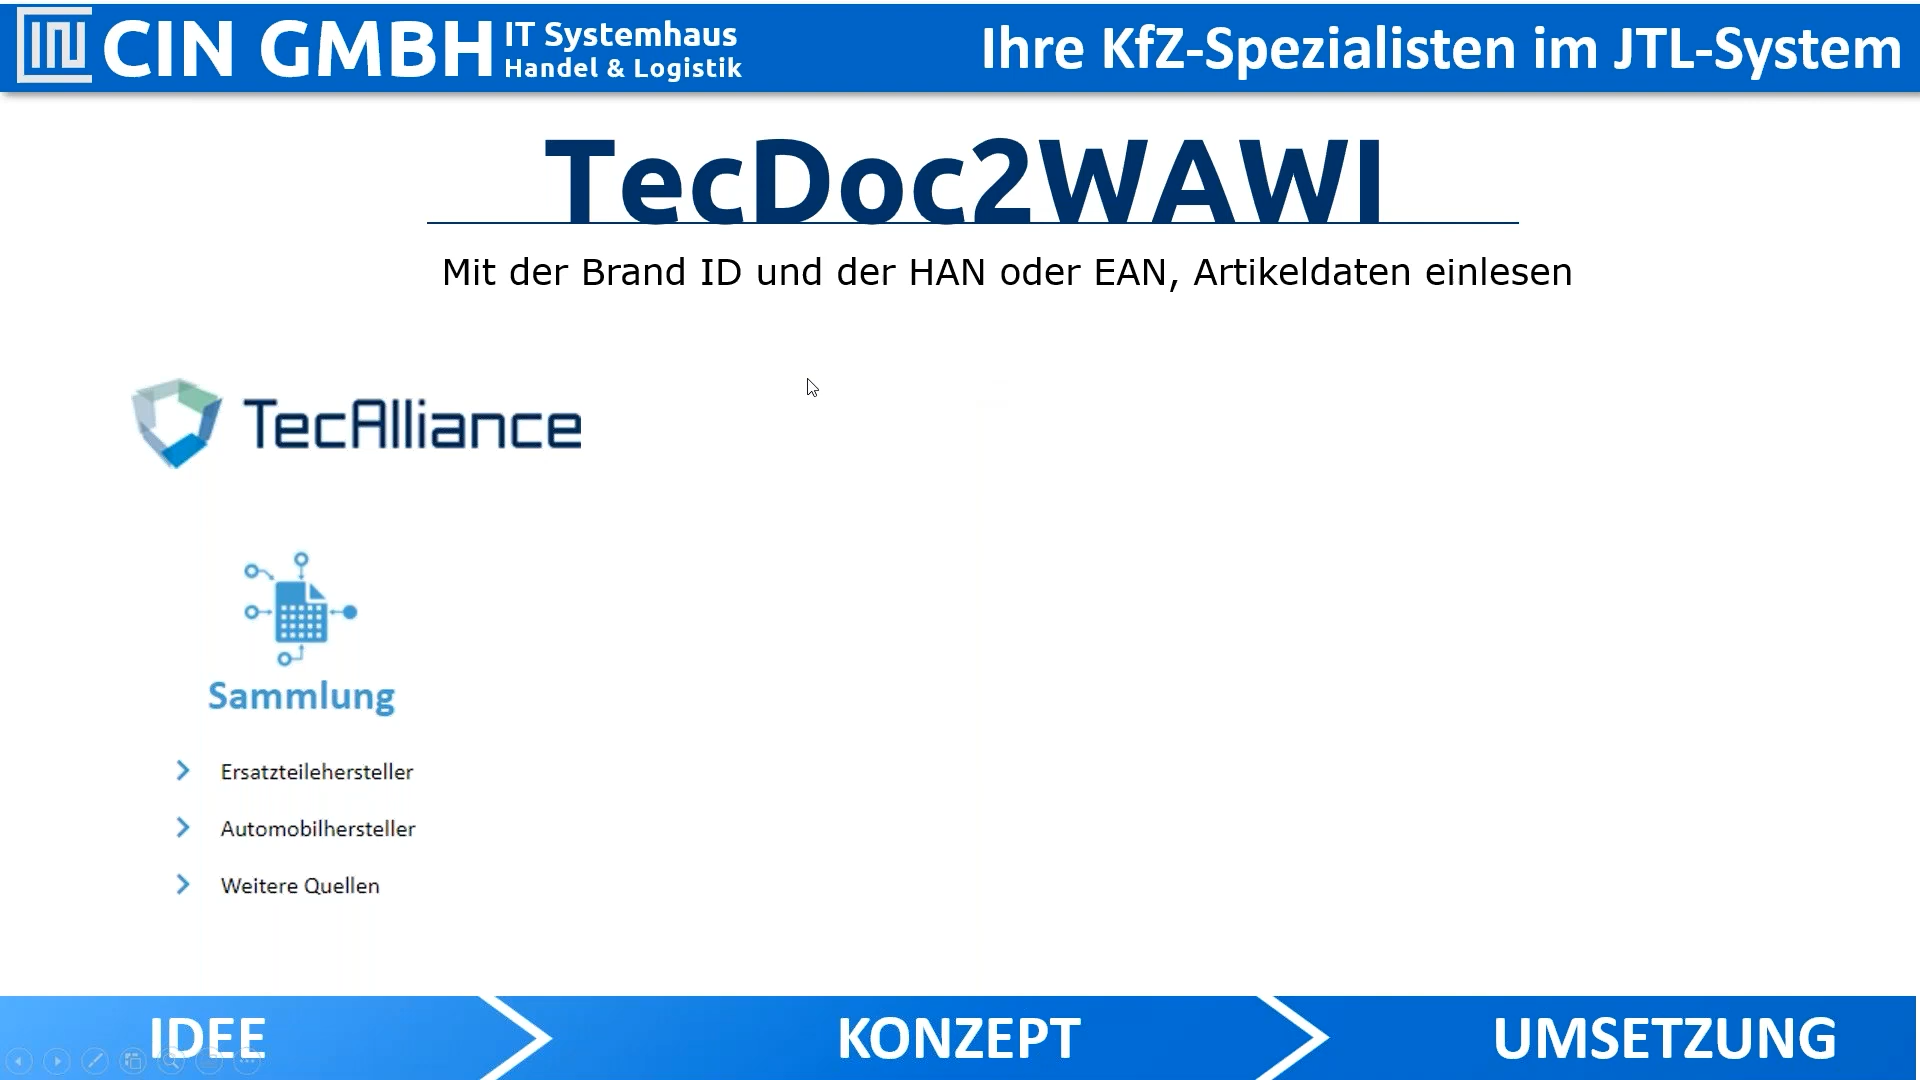 CIN GMBH
IT Systemhaus
Handel & Logistik
Ihre KfZ-Spezialisten im JTL-System
TecDoc2WAWI
Mit der Brand ID und der HAN oder EAN, Artikeldaten einlesen
TecAlliance
Sammlung
Ersatzteilehersteller
Automobilhersteller
Weitere Quellen
IDEE
KONZEPT
UMSETZUNG